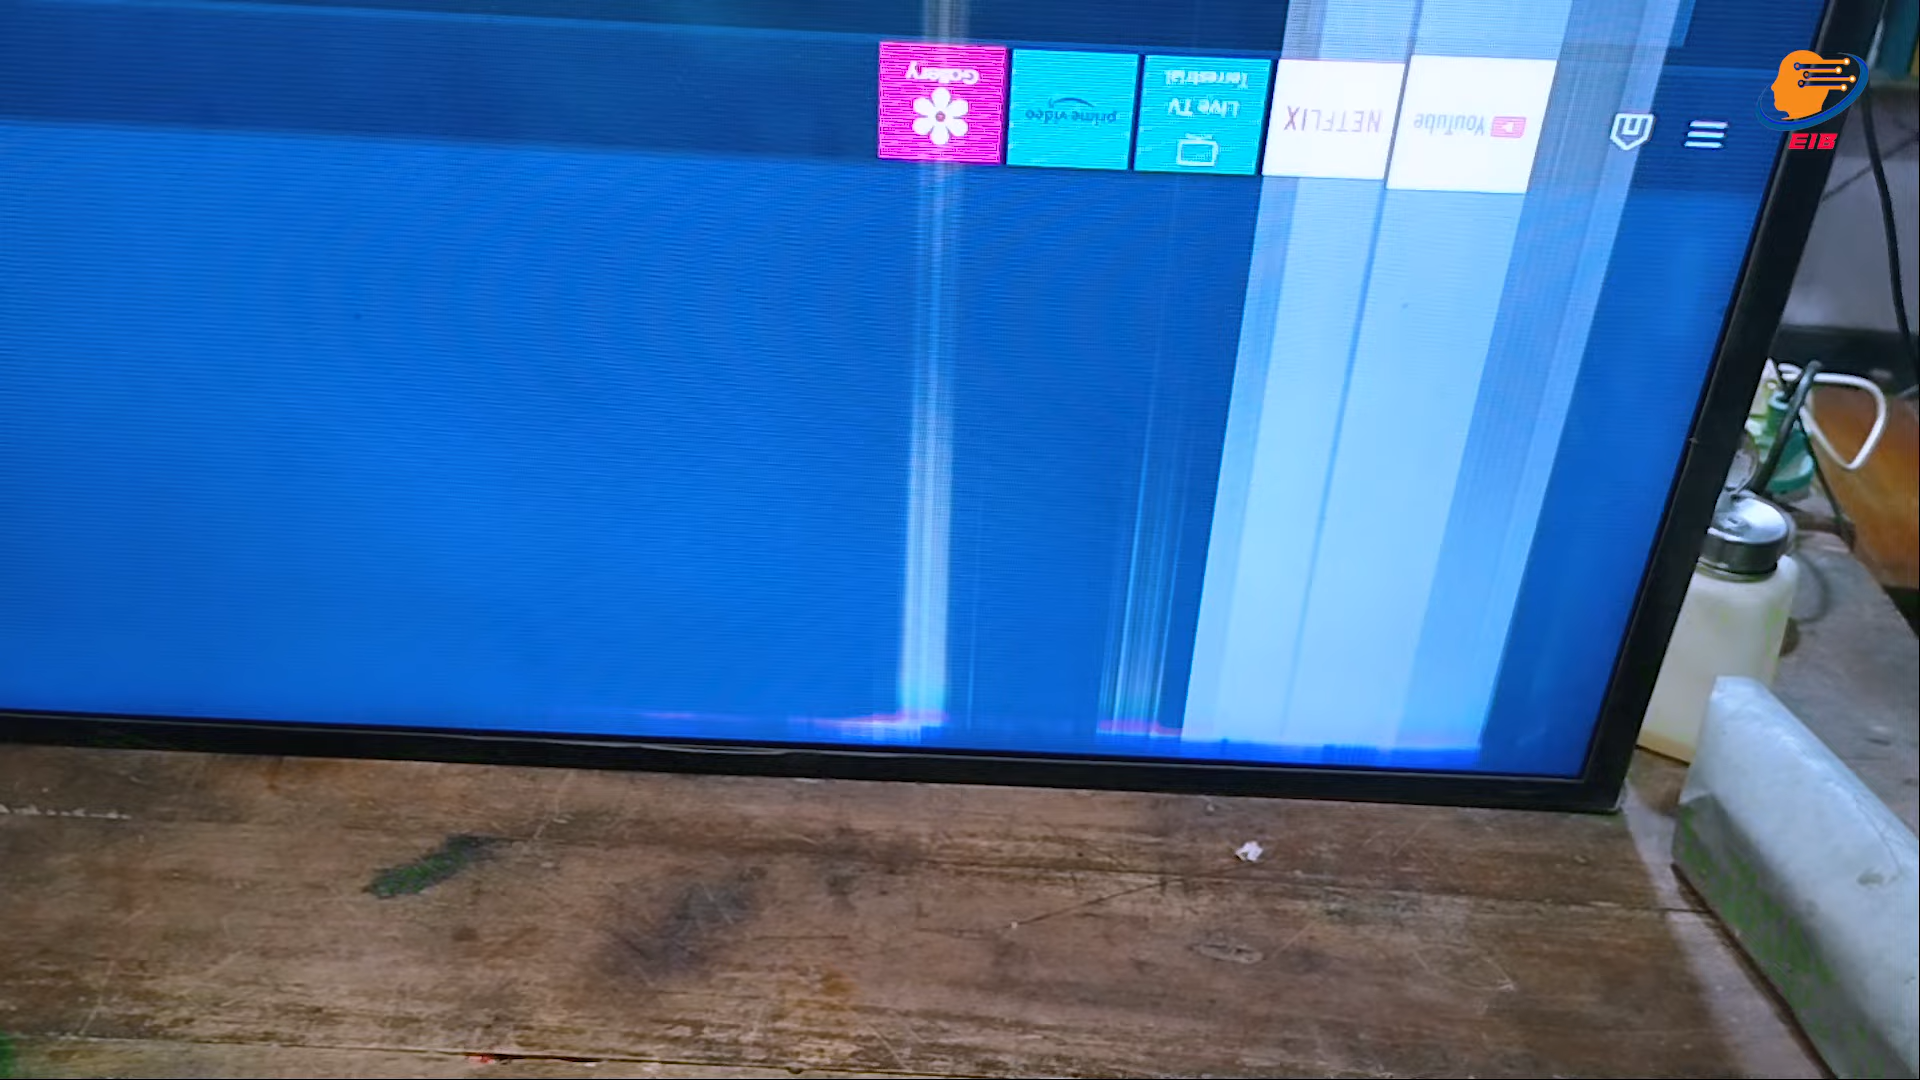 YouTube
NETFLIX
Live TV
Terrestrial
prime video
Gallery
EIB